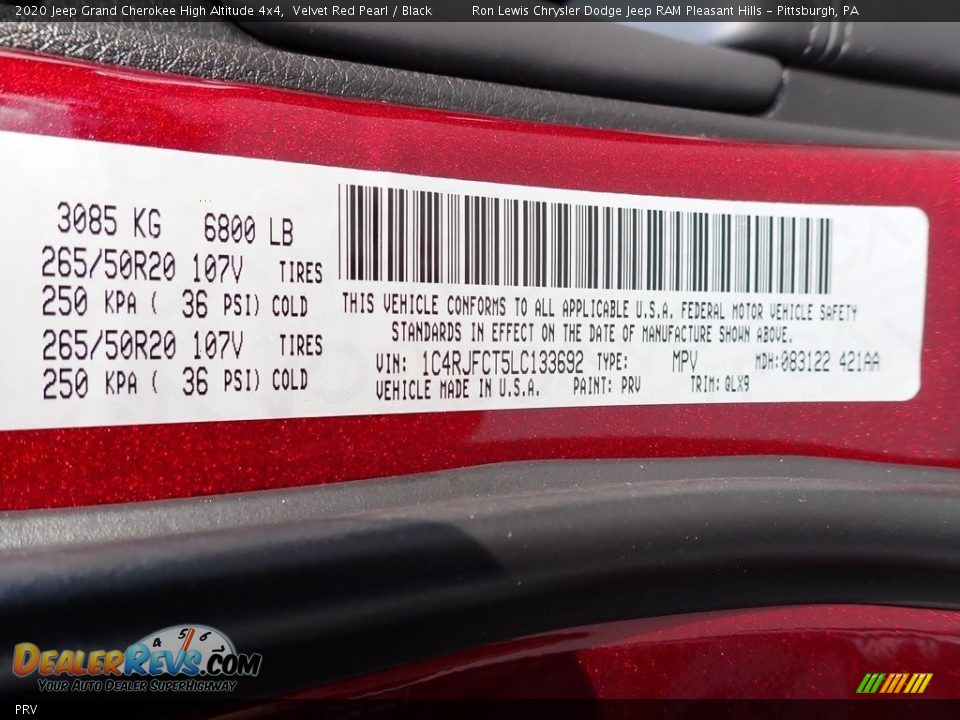 2020 Jeep Grand Cherokee High Altitude 4x4, Velvet Red Pearl / Black Ron Lewis Chrysler Dodge Jeep RAM Pleasant Hills - Pittsburgh, PA
3085 KG 6800 LB
265/50R20 107V TIRES
250 KPA ( 36 PSI) COLD
265/50R20 107V TIRES
250 KPA ( 36 PSI) COLD
THIS VEHICLE CONFORMS TO ALL APPLICABLE U.S.A. FEDERAL MOTOR VEHICLE SAFETY
STANDARDS IN EFFECT ON THE DATE OF MANUFACTURE SHOWN ABOVE.
VIN: 1C4RJFCT5LC133692 TYPE: MPV MDH:083122 421AA
VEHICLE MADE IN U.S.A. PAINT: PRV TRIM: QLX9
4 5 6
DealerRevs.com
Your Auto Dealer SuperHighway
PRV